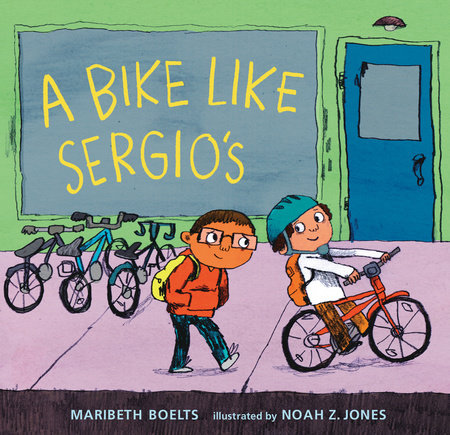 A BIKE LIKE
SERGIO'S
MARIBETH BOELTS illustrated by NOAH Z. JONES